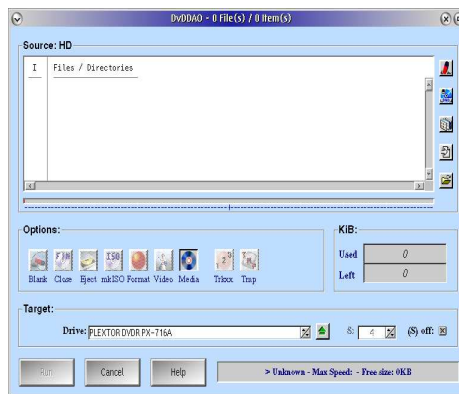 DvDDAO - 0 File(s) / 0 Item(s)
Source: HD
I Files / Directories
Options:
KiB:
Used 0
Left 0
Blank Close Eject mkISO Format Video Media Trkxx Tmp
Target:
Drive: PLEXTOR DVDR PX-716A S: 4 (S) off:
Run Cancel Help > Unknown - Max Speed: - Free size: 0KB